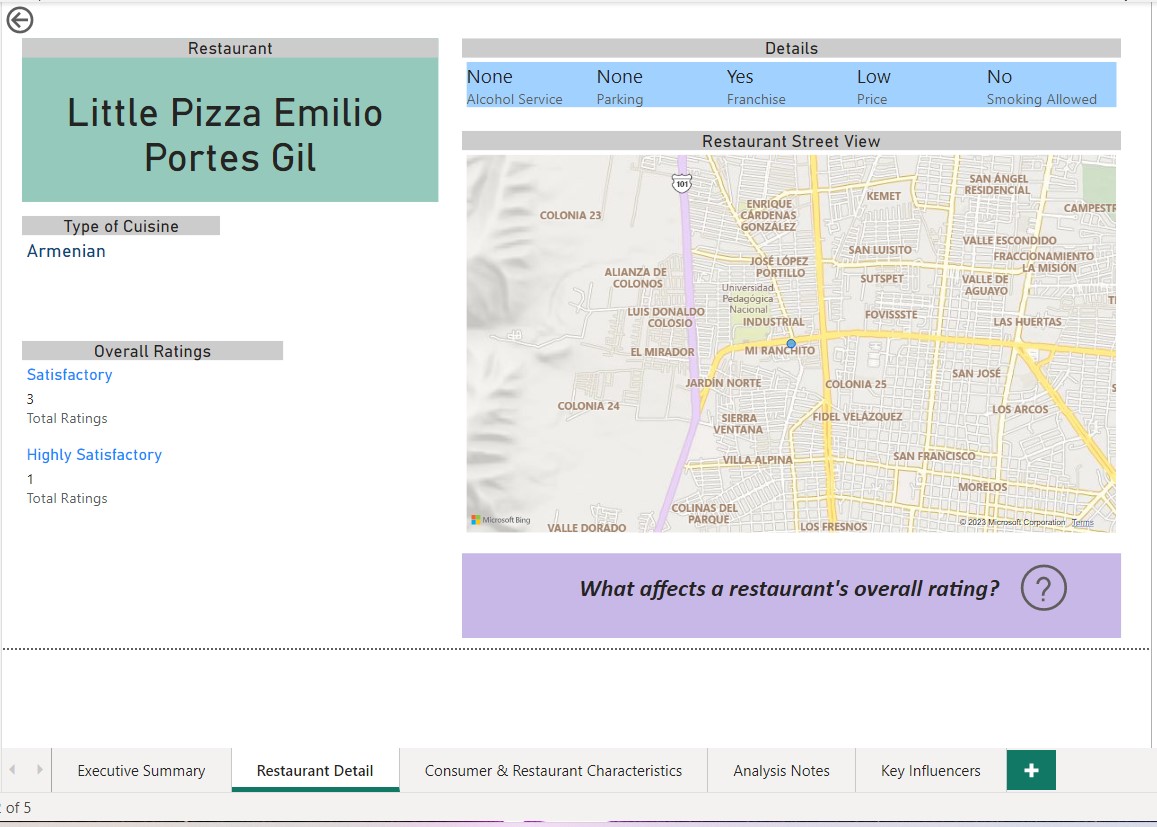 Restaurant
Little Pizza Emilio
Portes Gil
Type of Cuisine
Armenian
Overall Ratings
Satisfactory
3
Total Ratings
Highly Satisfactory
1
Total Ratings
Details
None
Alcohol Service
None
Parking
Yes
Franchise
Low
Price
No
Smoking Allowed
Restaurant Street View
101
COLONIA 23
ENRIQUE
CÁRDENAS
GONZÁLEZ
KEMET
SAN ÁNGEL
RESIDENCIAL
CAMPESTR
SAN LUISITO
VALLE ESCONDIDO
FRACCIONAMIENTO
LA MISIÓN
JOSÉ LÓPEZ
PORTILLO
ALIANZA DE
COLONOS
SUTSPET
VALLE DE
AGUAYO
Universidad
Pedagógica
Nacional
LUIS DONALDO
COLOSIO
INDUSTRIAL
FOVISSSTE
LAS HUERTAS
EL MIRADOR
MI RANCHITO
SAN JOSÉ
JARDÍN NORTE
COLONIA 25
COLONIA 24
SIERRA
VENTANA
FIDEL VELÁZQUEZ
LOS ARCOS
VILLA ALPINA
SAN FRANCISCO
MORELOS
COLINAS DEL
PARQUE
VALLE DORADO
LOS FRESNOS
Microsoft Bing
© 2023 Microsoft Corporation Terms
What affects a restaurant's overall rating?
?
Executive Summary
Restaurant Detail
Consumer & Restaurant Characteristics
Analysis Notes
Key Influencers
+
of 5